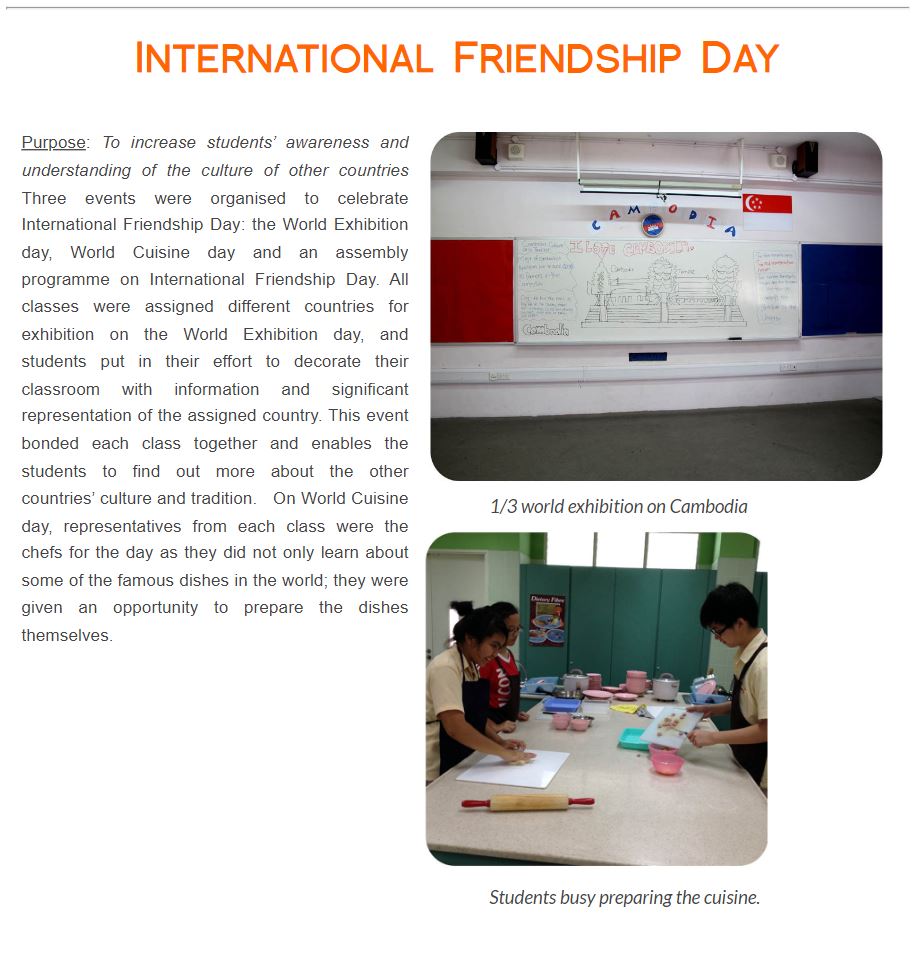 INTERNATIONAL FRIENDSHIP DAY
Purpose: To increase students’ awareness and
understanding of the culture of other countries
Three events were organised to celebrate
International Friendship Day: the World Exhibition
day, World Cuisine day and an assembly
programme on International Friendship Day. All
classes were assigned different countries for
exhibition on the World Exhibition day, and
students put in their effort to decorate their
classroom with information and significant
representation of the assigned country. This event
bonded each class together and enables the
students to find out more about the other
countries’ culture and tradition. On World Cuisine
day, representatives from each class were the
chefs for the day as they did not only learn about
some of the famous dishes in the world; they were
given an opportunity to prepare the dishes
themselves.
CAMBODIA
I LOVE CAMBODIA
Cambodia Temple
Cambodia
1/3 world exhibition on Cambodia
Dietary Fibre
Students busy preparing the cuisine.